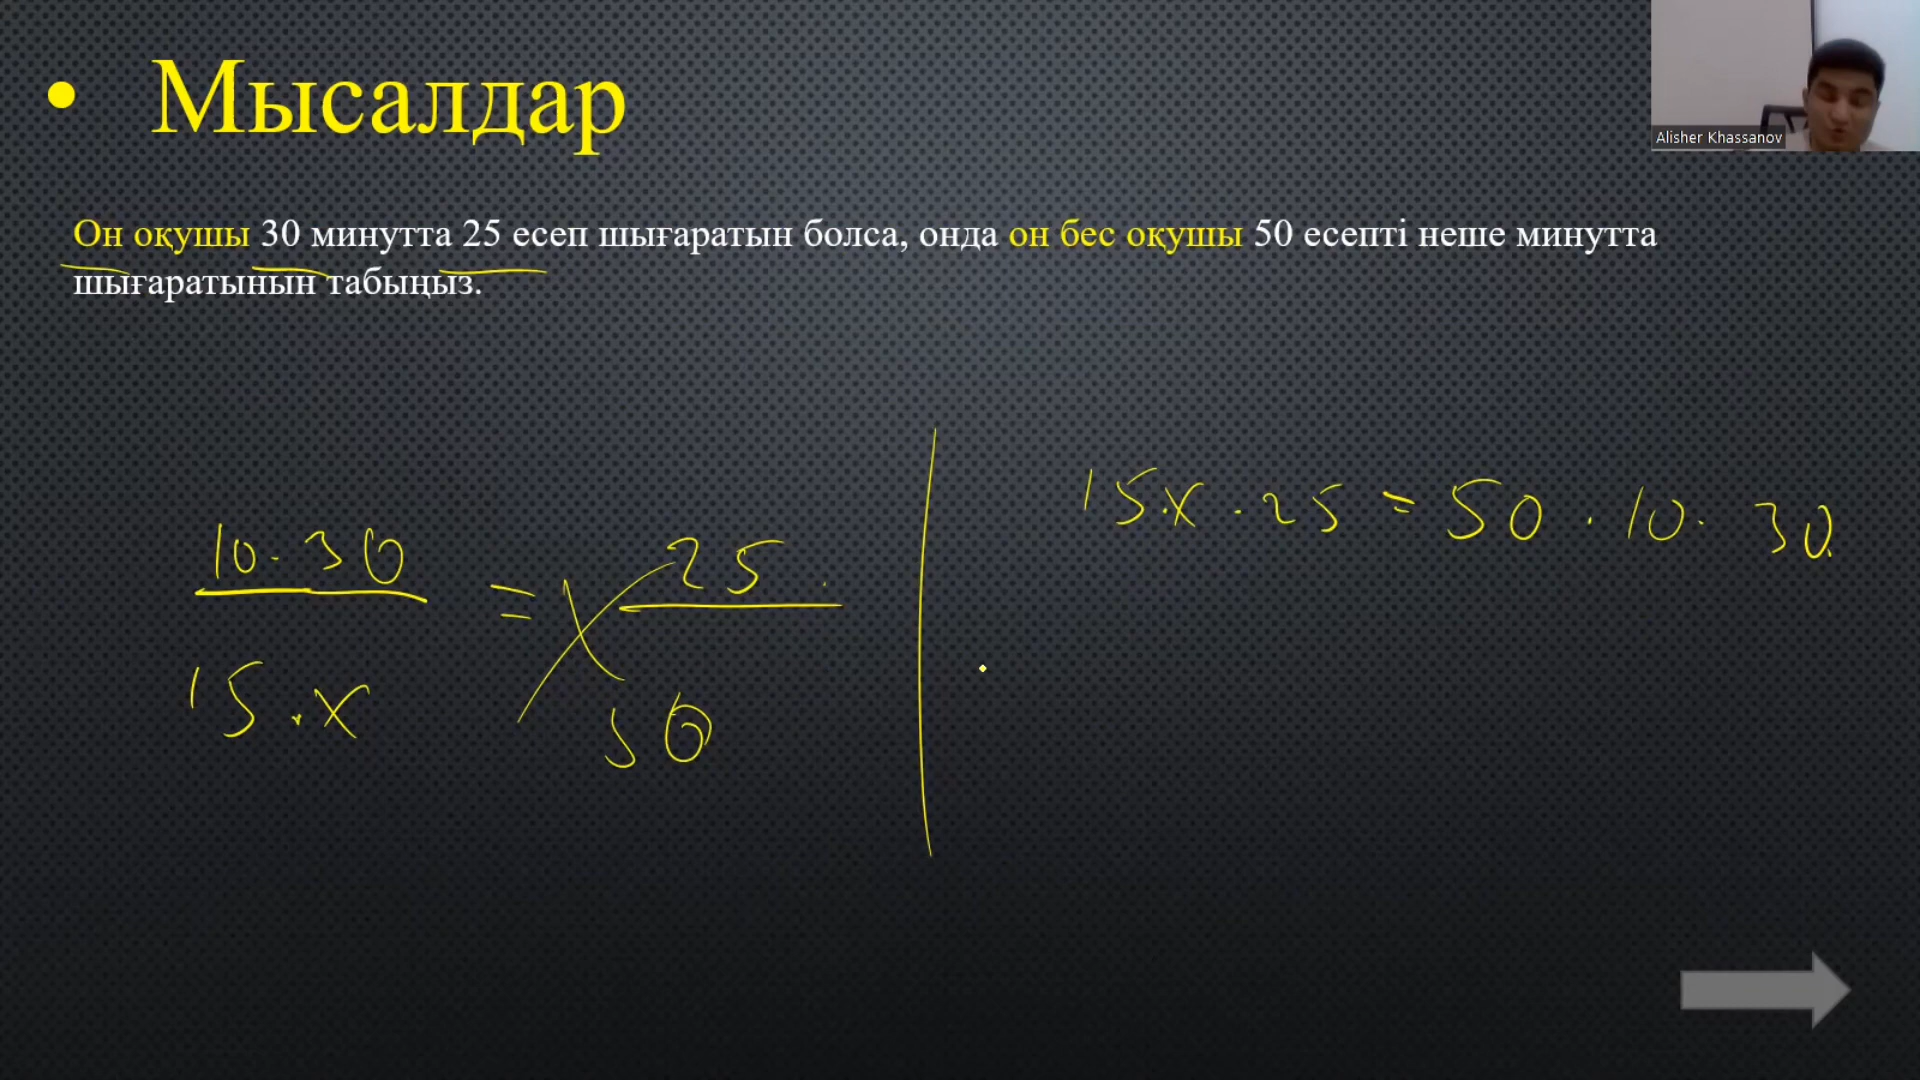 • Мысалдар
Alisher Khassanov
Он оқушы 30 минутта 25 есеп шығаратын болса, онда он бес оқушы 50 есепті неше минутта
шығаратынын табыңыз.
10·30
15·x
=
25
50
15·x·25=50·10·30